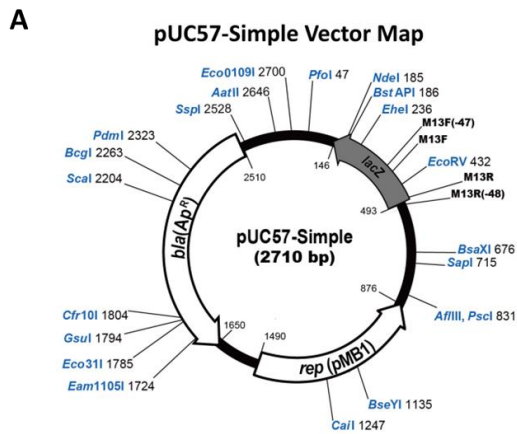 A
pUC57-Simple Vector Map
Eco0109I 2700
PfoI 47
AatII 2646
SspI 2528
NdeI 185
BstAPI 186
EheI 236
M13F(-47)
M13F
EcoRV 432
M13R
M13R(-48)
PdmI 2323
BcgI 2263
ScaI 2204
2510
146
lacZ
493
bla(ApR)
pUC57-Simple
(2710 bp)
BsaXI 676
SapI 715
876
AflIII, PscI 831
Cfr10I 1804
GsuI 1794
Eco31I 1785
Eam1105I 1724
1650
1490
rep (pMB1)
BseYI 1135
CaiI 1247